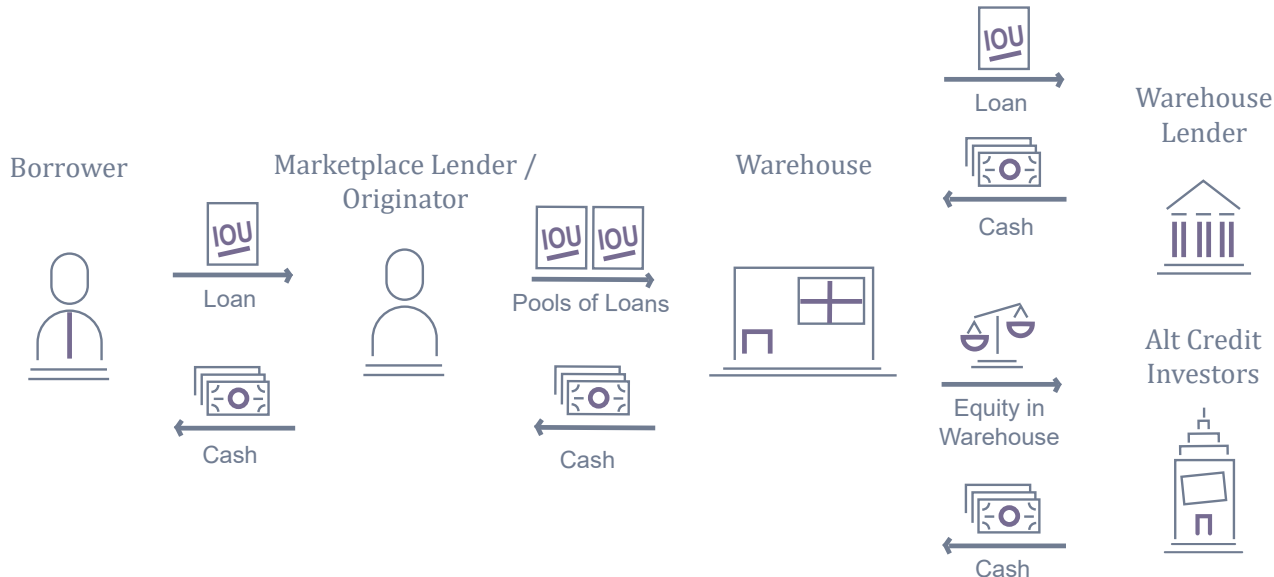 Borrower
IOU
Loan
Cash
Marketplace Lender /
Originator
IOU IOU
Pools of Loans
Cash
Warehouse
IOU
Loan
Cash
Warehouse
Lender
Equity in
Warehouse
Cash
Alt Credit
Investors